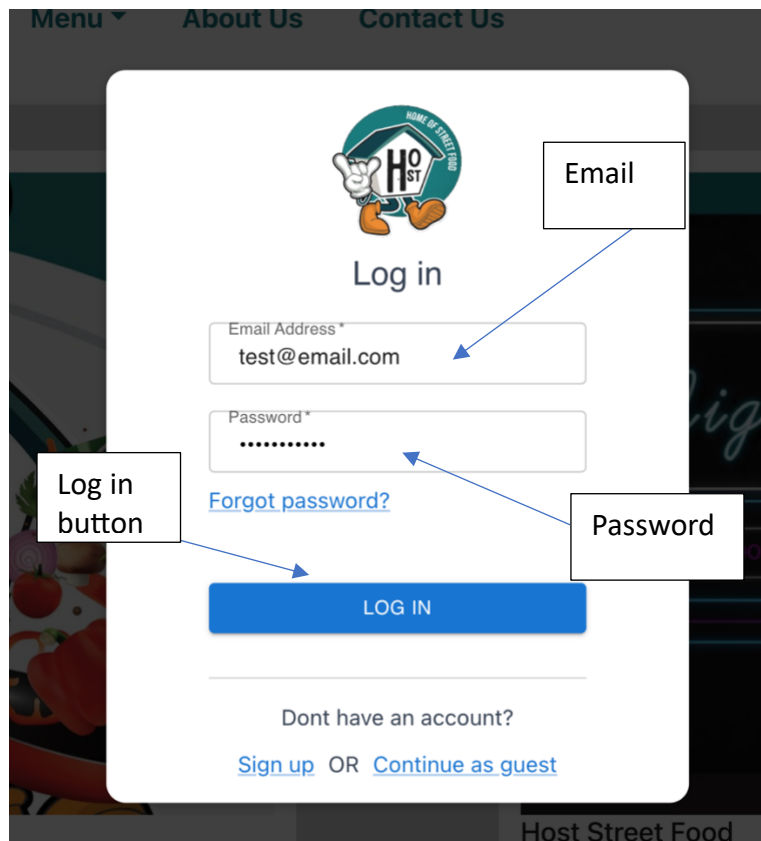 Menu About Us Contact Us
HOME OF STREET FOOD
HO
ST
Email
Log in
Email Address *
test@email.com
Password *
•••••••••••
Log in
button
Forgot password?
Password
LOG IN
Dont have an account?
Sign up OR Continue as guest
Host Street Food